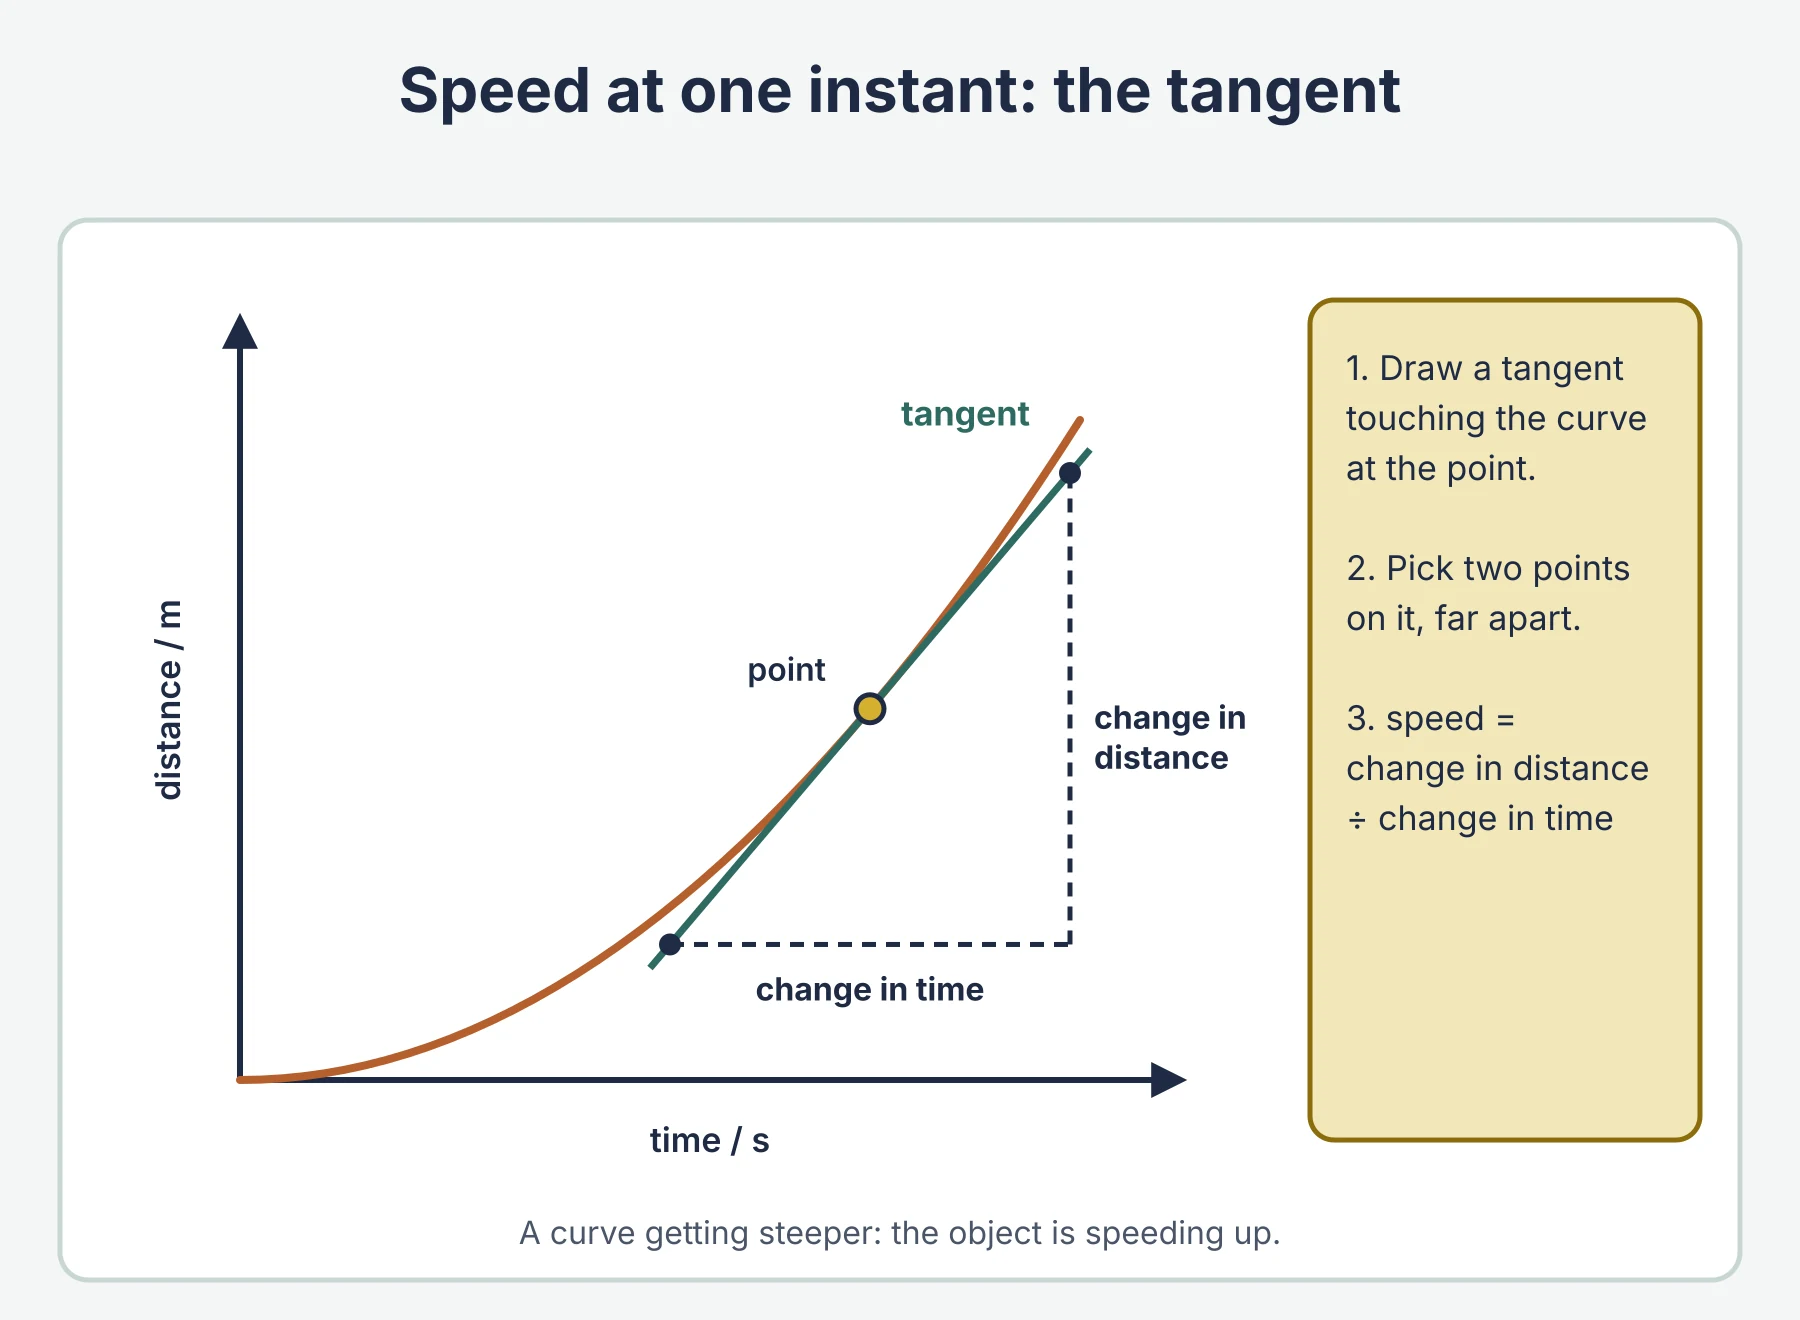 Speed at one instant: the tangent
distance / m
tangent
point
change in
distance
change in time
time / s
1. Draw a tangent
touching the curve
at the point.
2. Pick two points
on it, far apart.
3. speed =
change in distance
÷ change in time
A curve getting steeper: the object is speeding up.